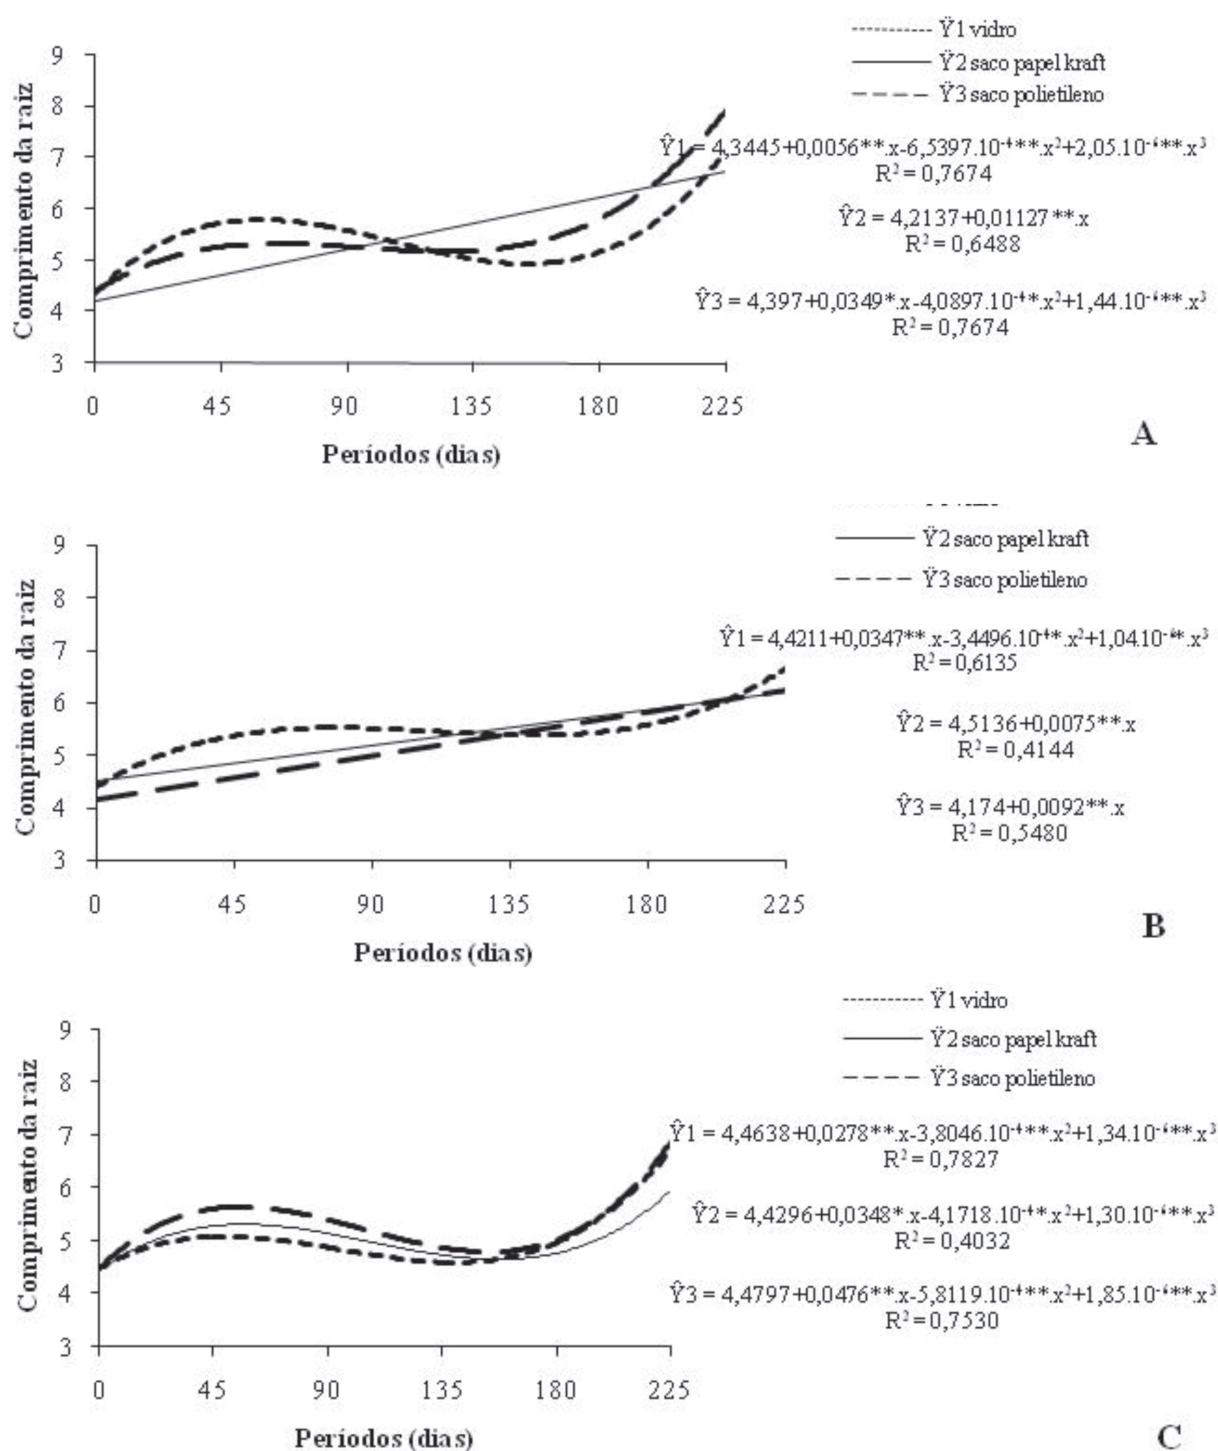 Ÿ1 vidro
Ÿ2 saco papel kraft
Ÿ3 saco polietileno
Comprimento da raiz
9
8
7
6
5
4
3
Ŷ1 = 4,3445+0,0056**.x-6,5397.10⁻⁴**.x²+2,05.10⁻⁶**.x³
R² = 0,7674
Ŷ2 = 4,2137+0,01127**.x
R² = 0,6488
Ŷ3 = 4,397+0,0349*.x-4,0897.10⁻⁴*.x²+1,44.10⁻⁶**.x³
R² = 0,7674
0 45 90 135 180 225
Períodos (dias)
A
Ÿ2 saco papel kraft
Ÿ3 saco polietileno
Comprimento da raiz
9
8
7
6
5
4
3
Ŷ1 = 4,4211+0,0347**.x-3,4496.10⁻⁴*.x²+1,04.10⁻⁶*.x³
R² = 0,6135
Ŷ2 = 4,5136+0,0075**.x
R² = 0,4144
Ŷ3 = 4,174+0,0092**.x
R² = 0,5480
0 45 90 135 180 225
Períodos (dias)
B
Ÿ1 vidro
Ÿ2 saco papel kraft
Ÿ3 saco polietileno
Comprimento da raiz
9
8
7
6
5
4
3
Ŷ1 = 4,4638+0,0278**.x-3,8046.10⁻⁴**.x²+1,34.10⁻⁶**.x³
R² = 0,7827
Ŷ2 = 4,4296+0,0348*.x-4,1718.10⁻⁴*.x²+1,30.10⁻⁶**.x³
R² = 0,4032
Ŷ3 = 4,4797+0,0476**.x-5,8119.10⁻⁴**.x²+1,85.10⁻⁶**.x³
R² = 0,7530
0 45 90 135 180 225
Períodos (dias)
C